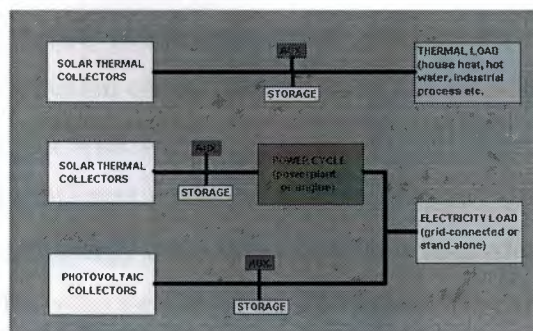 SOLAR THERMAL
COLLECTORS
AUX.
STORAGE
THERMAL LOAD
(house heat, hot
water, industrial
process etc.
SOLAR THERMAL
COLLECTORS
AUX.
STORAGE
POWER CYCLE
(powerplant
or engine)
ELECTRICITY LOAD
(grid-connected or
stand-alone)
PHOTOVOLTAIC
COLLECTORS
AUX.
STORAGE